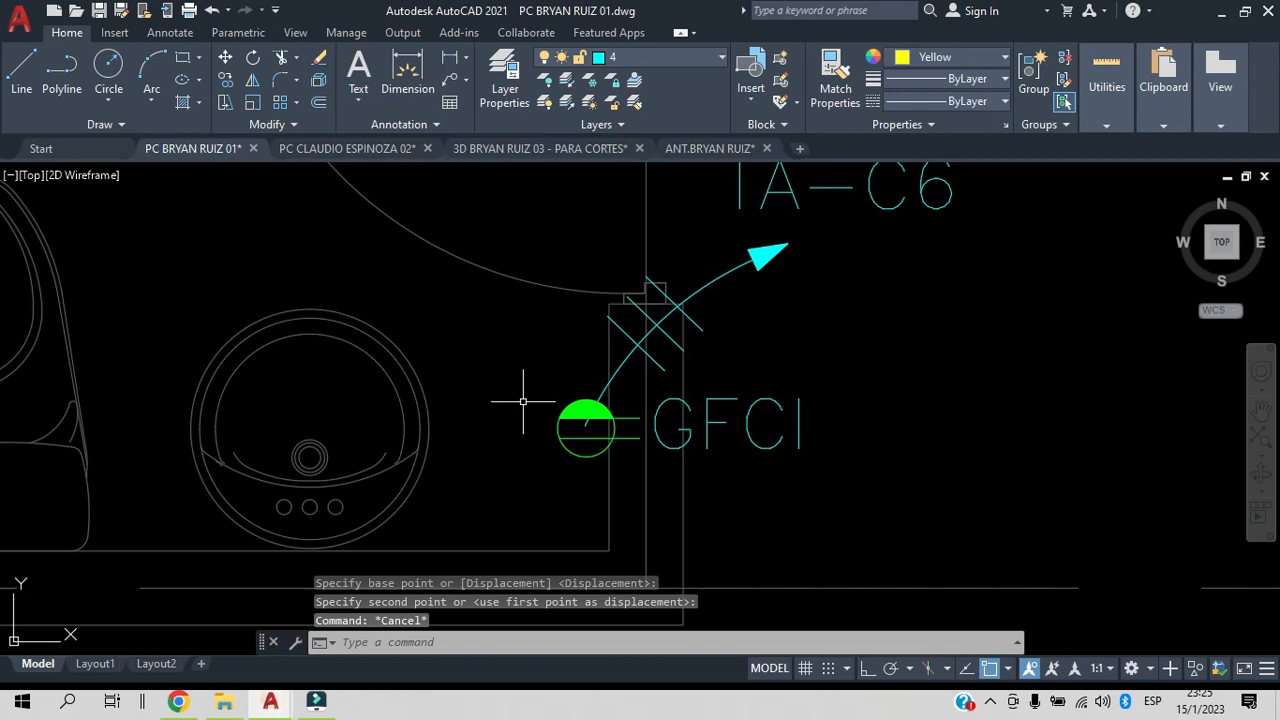 Autodesk AutoCAD 2021 PC BRYAN RUIZ 01.dwg
Type a keyword or phrase
Sign In
Home Insert Annotate Parametric View Manage Output Add-ins Collaborate Featured Apps
Line
Polyline
Circle
Arc
Text
Dimension
Layer Properties
4
Insert
Match Properties
Yellow
ByLayer
ByLayer
Group
Utilities
Clipboard
View
Draw
Modify
Annotation
Layers
Block
Properties
Groups
Start
PC BRYAN RUIZ 01*
PC CLAUDIO ESPINOZA 02*
3D BRYAN RUIZ 03 - PARA CORTES*
ANT.BRYAN RUIZ*
[−][Top][2D Wireframe]
N
W TOP E
S
WCS
GFCI
Specify base point or [Displacement] <Displacement>:
Specify second point or <use first point as displacement>:
Command: *Cancel*
Type a command
Y
X
Model Layout1 Layout2
MODEL
1:1
ESP
23:25
15/1/2023